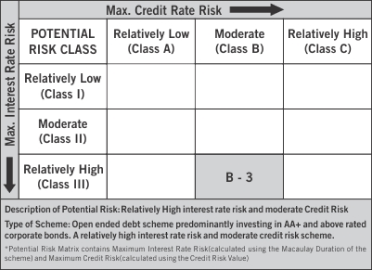 Max. Credit Rate Risk
Max. Interest Rate Risk
POTENTIAL
RISK CLASS
Relatively Low
(Class A)
Moderate
(Class B)
Relatively High
(Class C)
Relatively Low
(Class I)
Moderate
(Class II)
Relatively High
(Class III)
B - 3
Description of Potential Risk: Relatively High interest rate risk and moderate Credit Risk
Type of Scheme: Open ended debt scheme predominantly investing in AA+ and above rated
corporate bonds. A relatively high interest rate risk and moderate credit risk scheme.
*Potential Risk Matrix contains Maximum Interest Rate Risk(calculated using the Macaulay Duration of the
scheme) and Maximum Credit Risk(calculated using the Credit Risk Value)